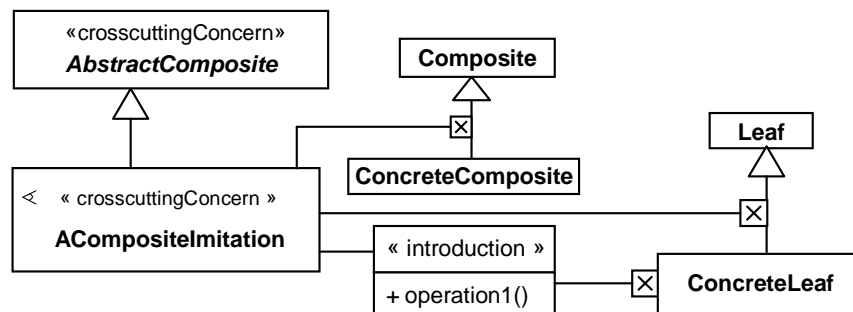 «crosscuttingConcern»
AbstractComposite
Composite
Leaf
ConcreteComposite
« crosscuttingConcern »
ACompositeImitation
« introduction »
+ operation1()
ConcreteLeaf